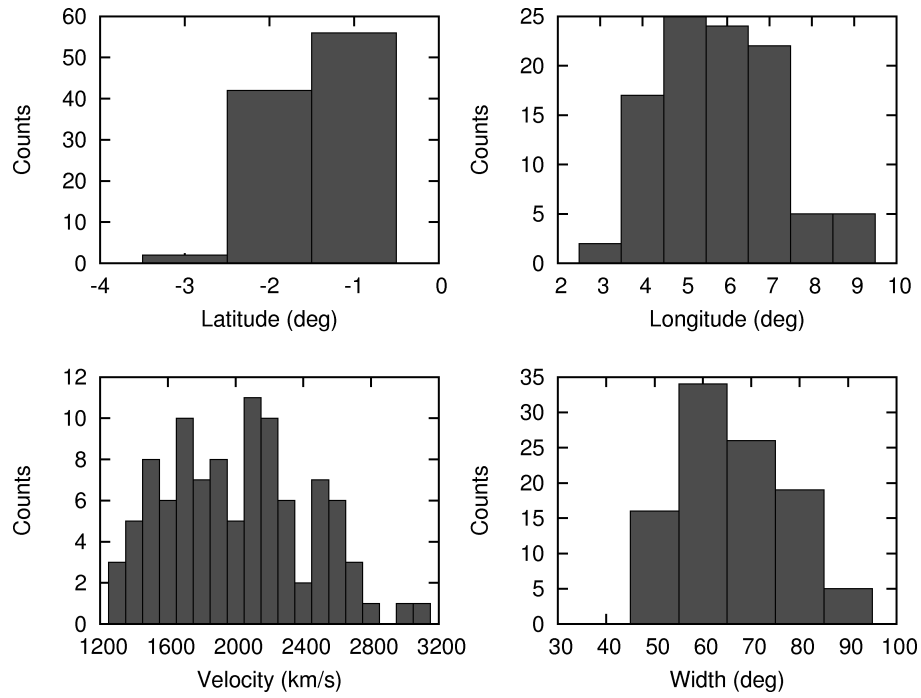 60
50
40
30
20
10
0
Counts
-4 -3 -2 -1 0
Latitude (deg)
25
20
15
10
5
0
Counts
2 3 4 5 6 7 8 9 10
Longitude (deg)
12
10
8
6
4
2
0
Counts
1200 1600 2000 2400 2800 3200
Velocity (km/s)
35
30
25
20
15
10
5
0
Counts
30 40 50 60 70 80 90 100
Width (deg)